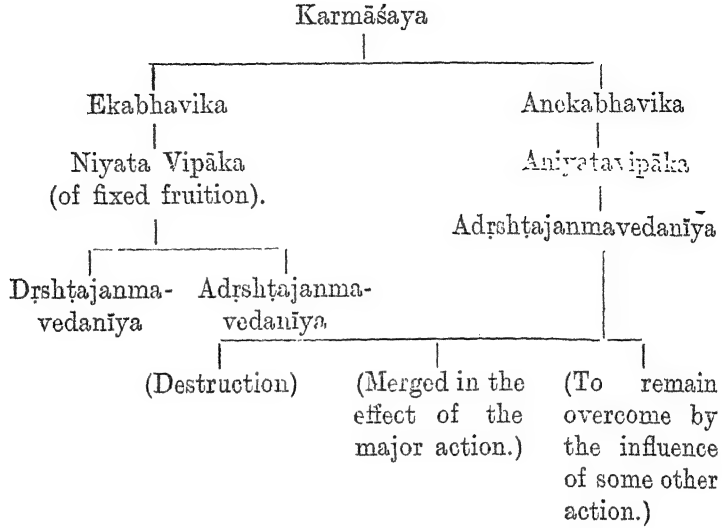 Karmāśaya
Ekabhavika
Anekabhavika
Niyata Vipāka
(of fixed fruition).
Aniyatavipāka
Adṛshṭajanmavedanīya
Dṛshṭajanma-
vedanīya
Adṛshṭajanma-
vedanīya
(Destruction)
(Merged in the
effect of the
major action.)
(To remain
overcome by
the influence
of some other
action.)